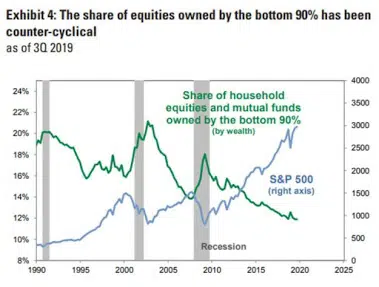 Exhibit 4: The share of equities owned by the bottom 90% has been
counter-cyclical
as of 3Q 2019
24%
22%
20%
18%
16%
14%
12%
10%
8%
4000
3500
3000
2500
2000
1500
1000
500
0
Share of household
equities and mutual funds
owned by the bottom 90%
(by wealth)
S&P 500
(right axis)
Recession
1990 1995 2000 2005 2010 2015 2020 2025